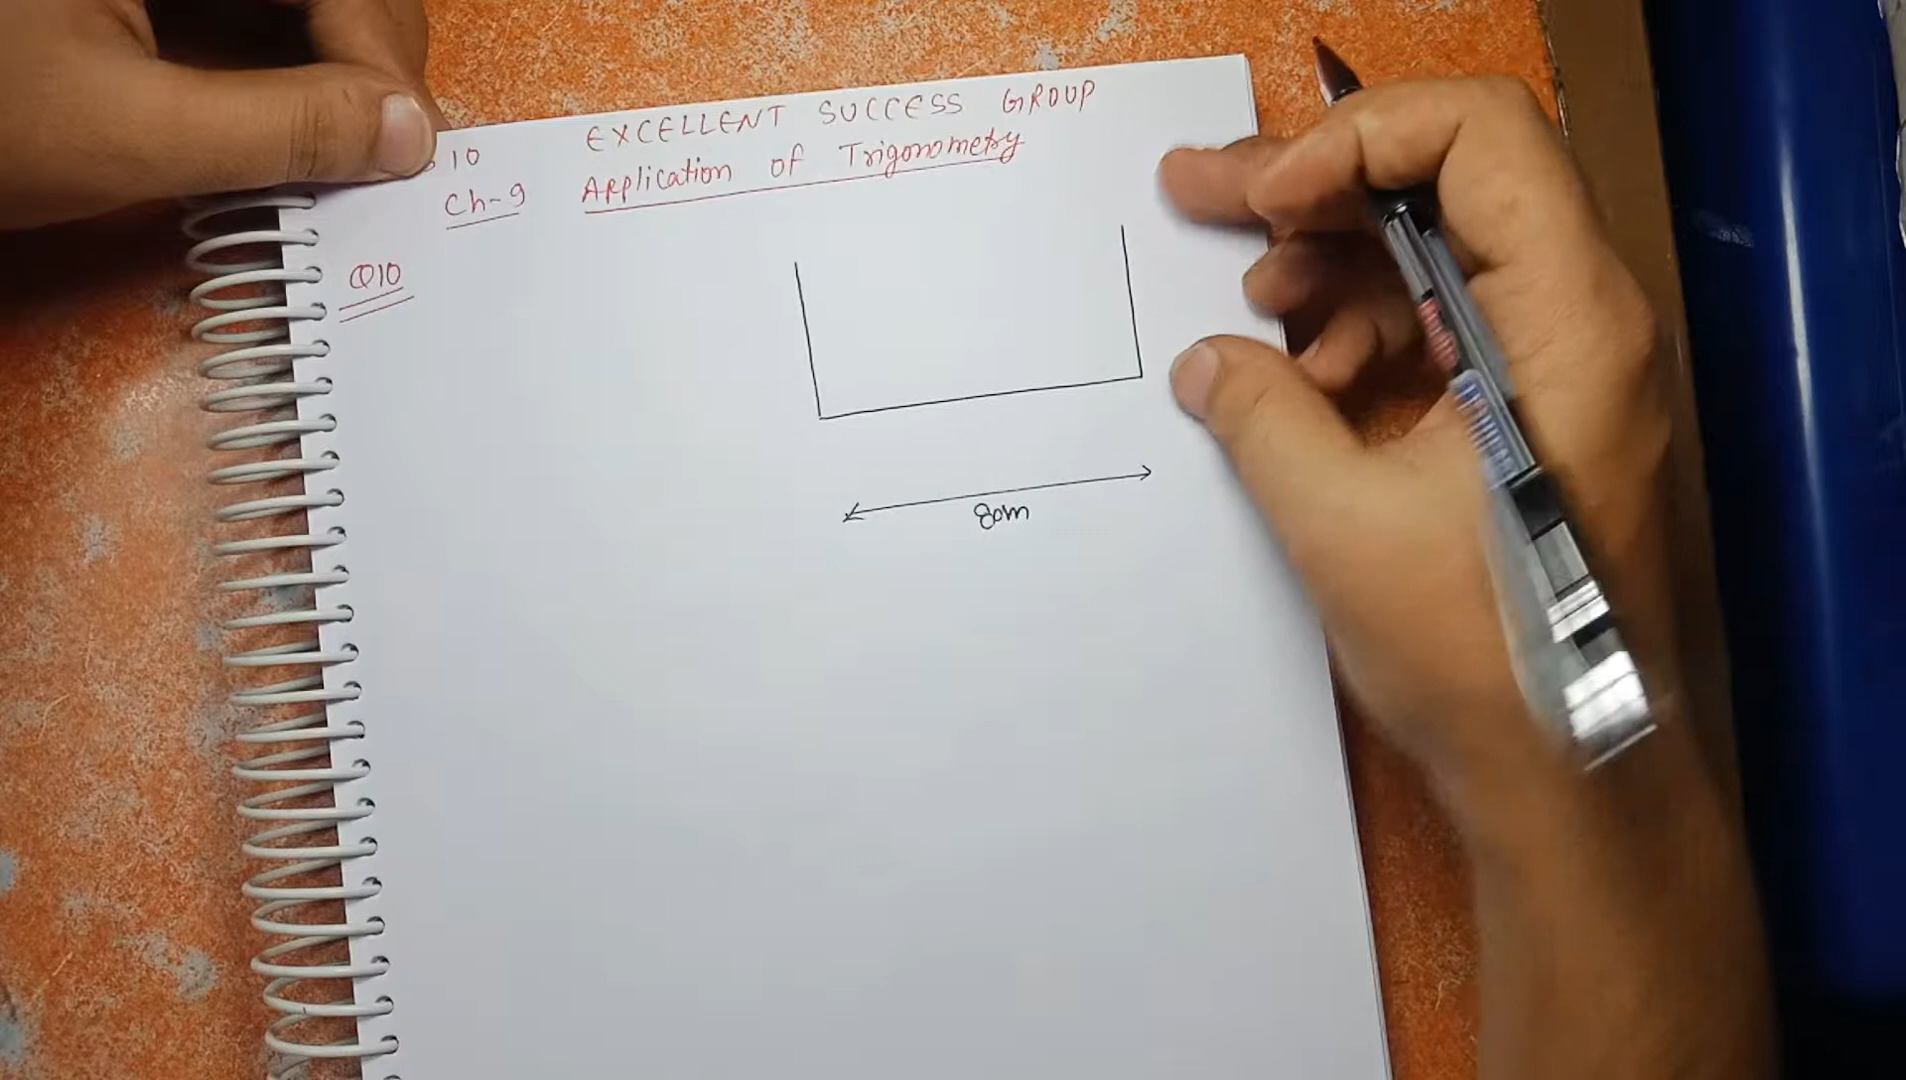 EXCELLENT SUCCESS GROUP
10
Ch-9 Application of Trigonometry
Q10
80m